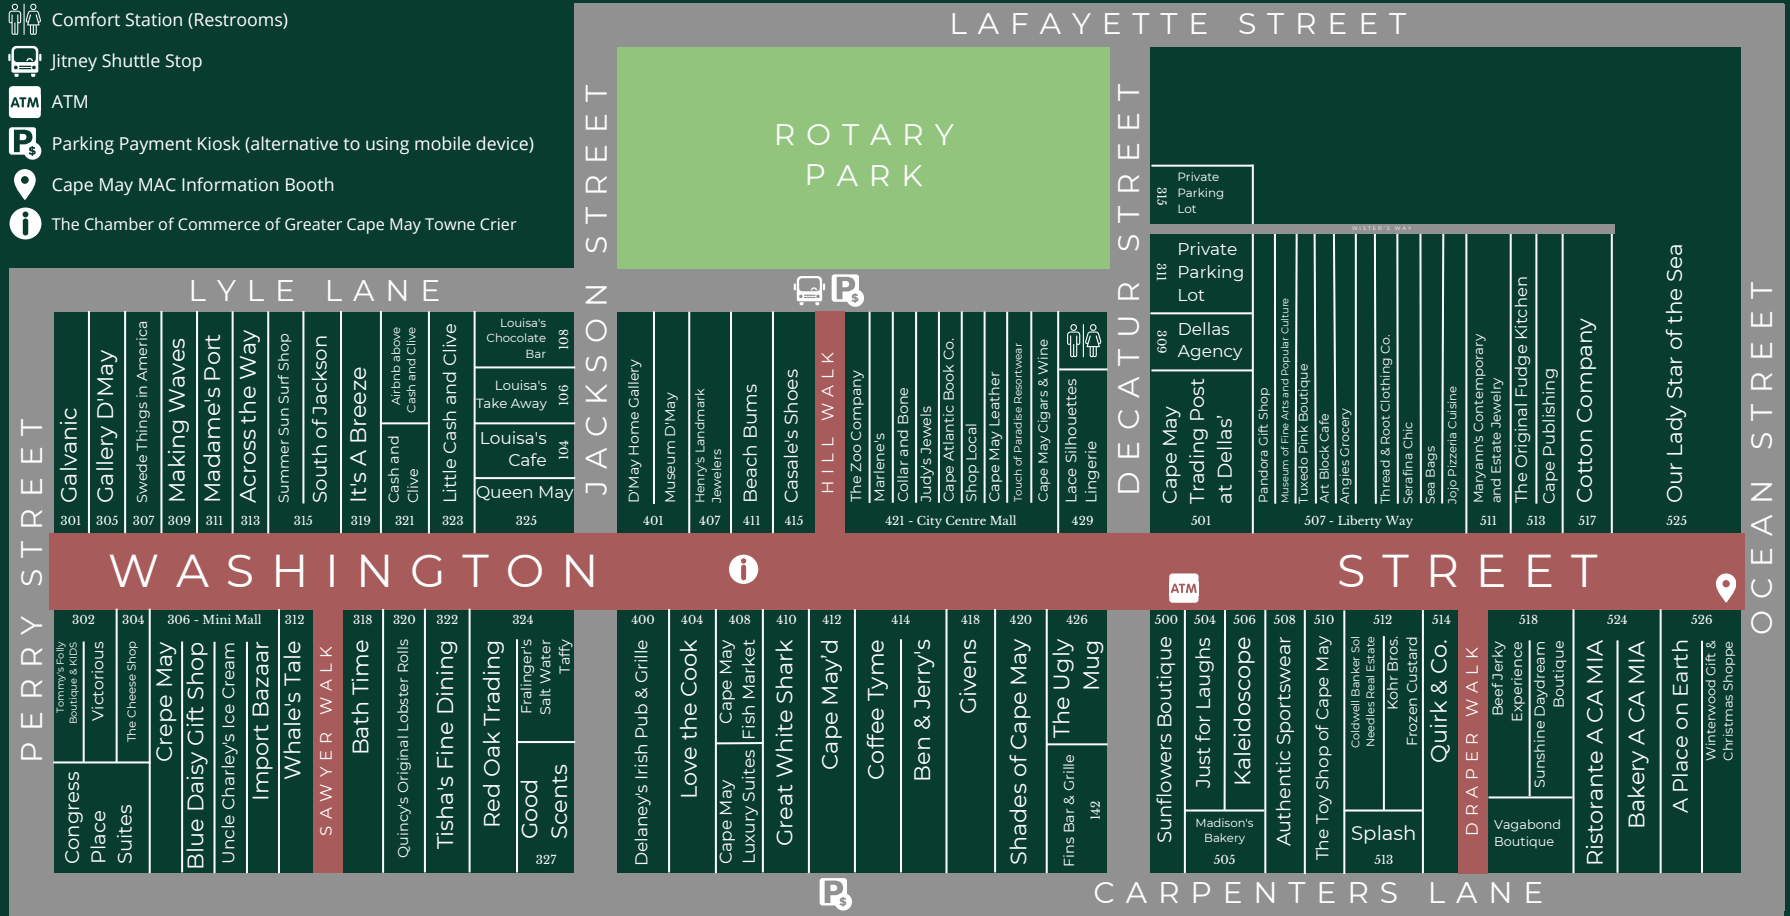 Comfort Station (Restrooms)
Jitney Shuttle Stop
ATM
ATM
Parking Payment Kiosk (alternative to using mobile device)
Cape May MAC Information Booth
The Chamber of Commerce of Greater Cape May Towne Crier
LAFAYETTE STREET
ROTARY
PARK
JACKSON STREET
DECATUR STREET
LYLE LANE
PERRY STREET
OCEAN STREET
WISTER'S WAY
315
Private
Parking
Lot
311
Private
Parking
Lot
309
Dellas
Agency
Galvanic
301
Gallery D'May
305
Swede Things in America
307
Making Waves
309
Madame's Port
311
Across the Way
313
Summer Sun Surf Shop
South of Jackson
315
It's A Breeze
319
Airbnb above
Cash and Clive
Cash and
Clive
321
Little Cash and Clive
323
Louisa's
Chocolate
Bar
108
Louisa's
Take Away
106
Louisa's
Cafe
104
Queen May
325
D'May Home Gallery
Museum D'May
401
Henry's Landmark
Jewelers
407
Beach Bums
411
Casale's Shoes
415
HILL WALK
The Zoo Company
Marlene's
Collar and Bone
Judy's Jewels
Cape Atlantic Book Co.
Shop Local
Cape May Leather
Touch of Paradise Resortwear
Cape May Cigars & Wine
421 - City Centre Mall
Lace Silhouettes
Lingerie
429
Cape May
Trading Post
at Dellas'
501
Pandora Gift Shop
Museum of Fine Arts and Popular Culture
Tuxedo Pink Boutique
Art Block Cafe
Angies Grocery
Thread & Root Clothing Co.
Serafina Chic
Sea Bags
Jojo Pizzeria Cuisine
507 - Liberty Way
Maryann's Contemporary
and Estate Jewelry
511
The Original Fudge Kitchen
Cape Publishing
513
Cotton Company
517
Our Lady Star of the Sea
525
WASHINGTON STREET
ATM
302
Tommy's Folly
Boutique & KIDS
Victorious
304
The Cheese Shop
Congress
Place
Suites
306 - Mini Mall
Crepe May
Blue Daisy Gift Shop
Uncle Charley's Ice Cream
Import Bazaar
312
Whale's Tale
SAWYER WALK
318
Bath Time
320
Quincy's Original Lobster Rolls
322
Tisha's Fine Dining
324
Red Oak Trading
Fralinger's
Salt Water
Taffy
Good
Scents
327
400
Delaney's Irish Pub & Grille
404
Love the Cook
408
Cape May
Fish Market
Cape May
Luxury Suites
410
Great White Shark
412
Cape May'd
414
Coffee Tyme
Ben & Jerry's
418
Givens
420
Shades of Cape May
426
The Ugly
Mug
Fins Bar & Grille
142
500
Sunflowers Boutique
504
Just for Laughs
506
Kaleidoscope
Madison's
Bakery
505
508
Authentic Sportswear
510
The Toy Shop of Cape May
512
Coldwell Banker Sol
Needles Real Estate
Kohr Bros.
Frozen Custard
Splash
513
514
Quirk & Co.
DRAPER WALK
518
Beef Jerky
Experience
Sunshine Daydream
Boutique
Vagabond
Boutique
524
Ristorante A CA MIA
Bakery A CA MIA
526
A Place on Earth
Winterwood Gift &
Christmas Shoppe
CARPENTERS LANE